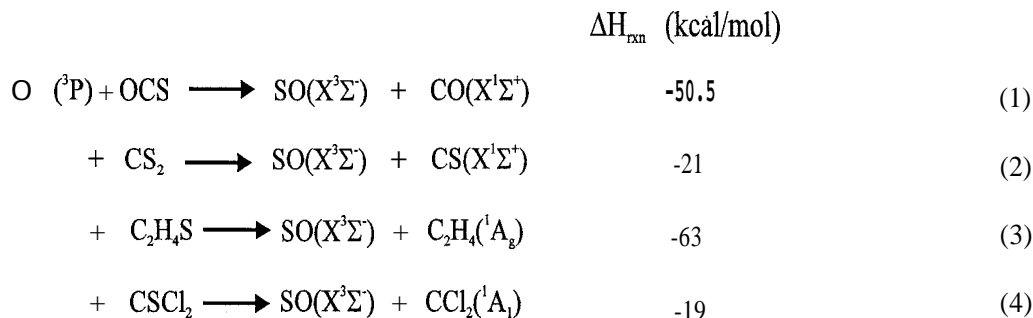 ΔH_rxn (kcal/mol)
O (³P) + OCS ⟶ SO(X³Σ⁻) + CO(X¹Σ⁺) -50.5 (1)
+ CS₂ ⟶ SO(X³Σ⁻) + CS(X¹Σ⁺) -21 (2)
+ C₂H₄S ⟶ SO(X³Σ⁻) + C₂H₄(¹A_g) -63 (3)
+ CSCl₂ ⟶ SO(X³Σ⁻) + CCl₂(¹A₁) -19 (4)